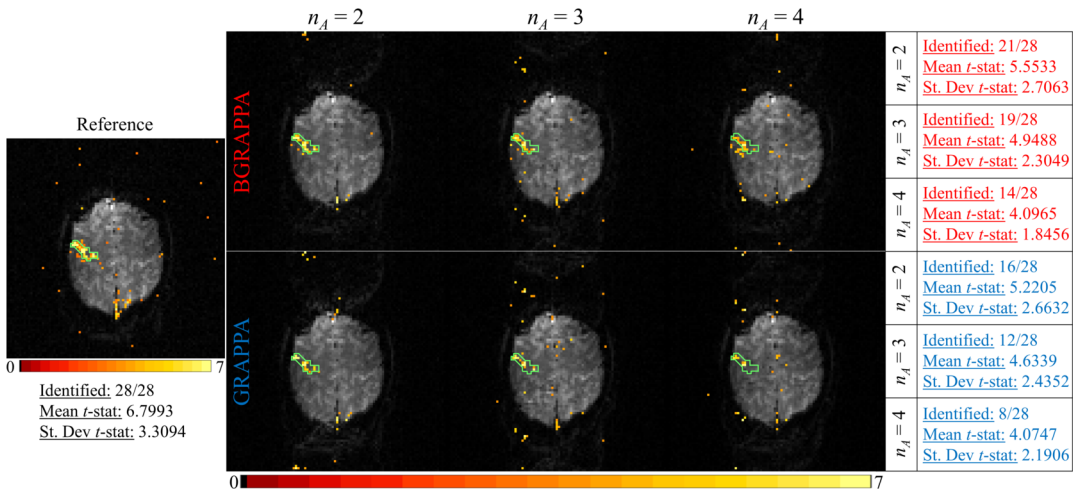 n_A = 2
n_A = 3
n_A = 4
Reference
0
7
Identified: 28/28
Mean t-stat: 6.7993
St. Dev t-stat: 3.3094
BGRAPPA
n_A = 2
Identified: 21/28
Mean t-stat: 5.5533
St. Dev t-stat: 2.7063
n_A = 3
Identified: 19/28
Mean t-stat: 4.9488
St. Dev t-stat: 2.3049
n_A = 4
Identified: 14/28
Mean t-stat: 4.0965
St. Dev t-stat: 1.8456
GRAPPA
n_A = 2
Identified: 16/28
Mean t-stat: 5.2205
St. Dev t-stat: 2.6632
n_A = 3
Identified: 12/28
Mean t-stat: 4.6339
St. Dev t-stat: 2.4352
n_A = 4
Identified: 8/28
Mean t-stat: 4.0747
St. Dev t-stat: 2.1906
0
7